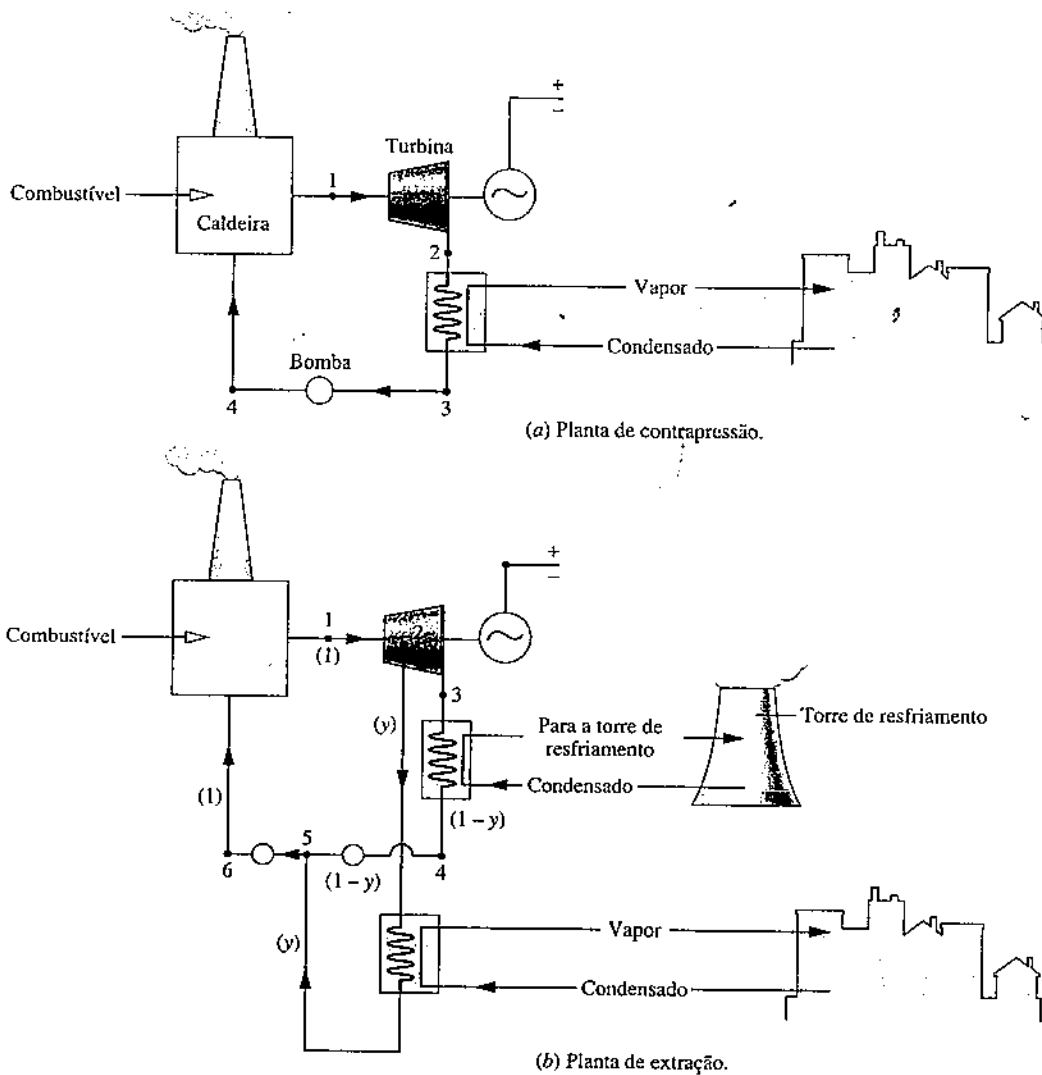 +
−
Turbina
1
Combustível
Caldeira
2
Vapor
Condensado
Bomba
4
3
(a) Planta de contrapressão.
+
−
1
2
Combustível
(1)
3
(y)
Para a torre de
resfriamento
Torre de resfriamento
Condensado
(1)
(1 – y)
5
6
(1 – y)
4
(y)
Vapor
Condensado
(b) Planta de extração.